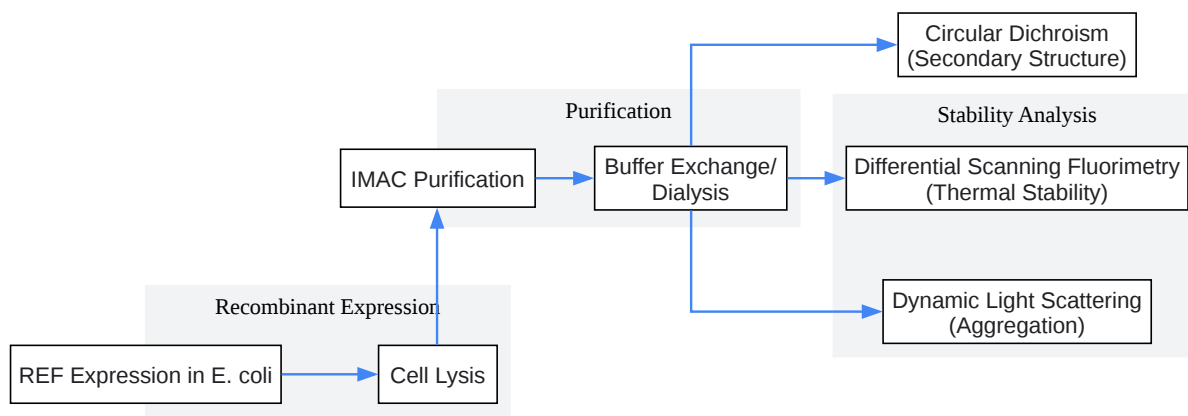 Circular Dichroism
(Secondary Structure)
Purification
Stability Analysis
IMAC Purification
Buffer Exchange/
Dialysis
Differential Scanning Fluorimetry
(Thermal Stability)
Recombinant Expression
Dynamic Light Scattering
(Aggregation)
REF Expression in E. coli
Cell Lysis